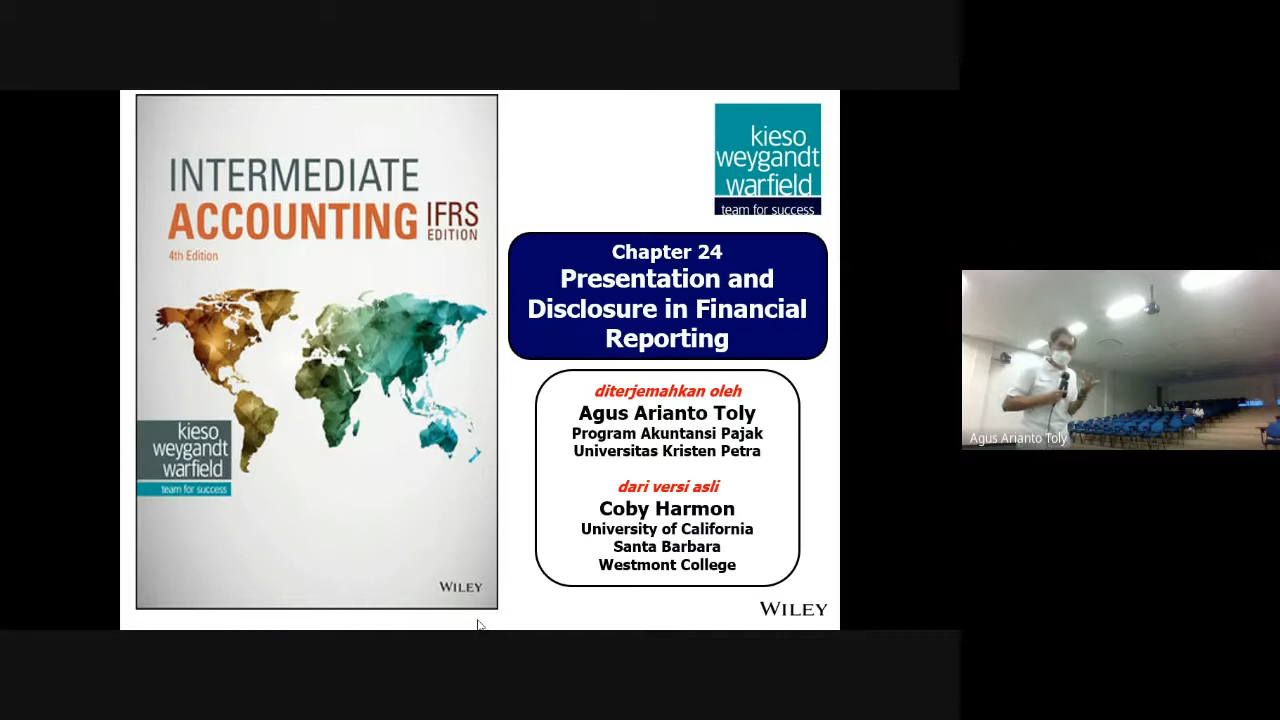 INTERMEDIATE
ACCOUNTING IFRS
EDITION
4th Edition
kieso
weygandt
warfield
team for success
WILEY
kieso
weygandt
warfield
team for success
Chapter 24
Presentation and
Disclosure in Financial
Reporting
diterjemahkan oleh
Agus Arianto Toly
Program Akuntansi Pajak
Universitas Kristen Petra
dari versi asli
Coby Harmon
University of California
Santa Barbara
Westmont College
WILEY
Agus Arianto Toly